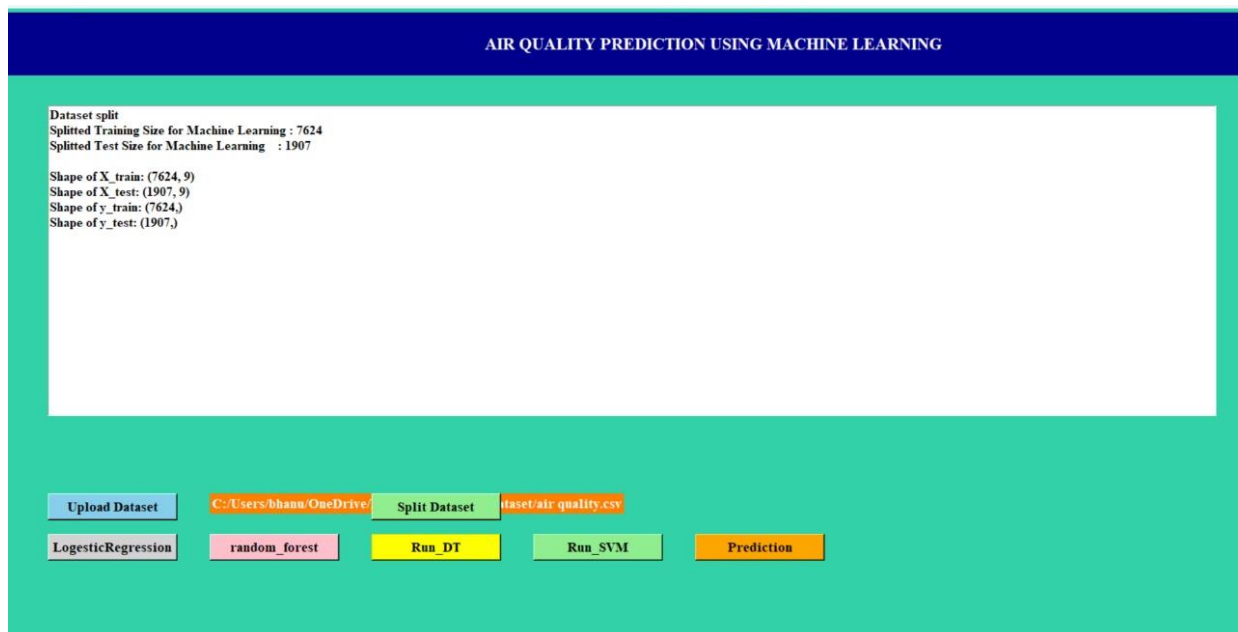 AIR QUALITY PREDICTION USING MACHINE LEARNING
Dataset split
Splitted Training Size for Machine Learning : 7624
Splitted Test Size for Machine Learning : 1907
Shape of X_train: (7624, 9)
Shape of X_test: (1907, 9)
Shape of y_train: (7624,)
Shape of y_test: (1907,)
Upload Dataset C:/Users/bhanu/OneDrive/ Split Dataset taset/air quality.csv
LogesticRegression random_forest Run_DT Run_SVM Prediction